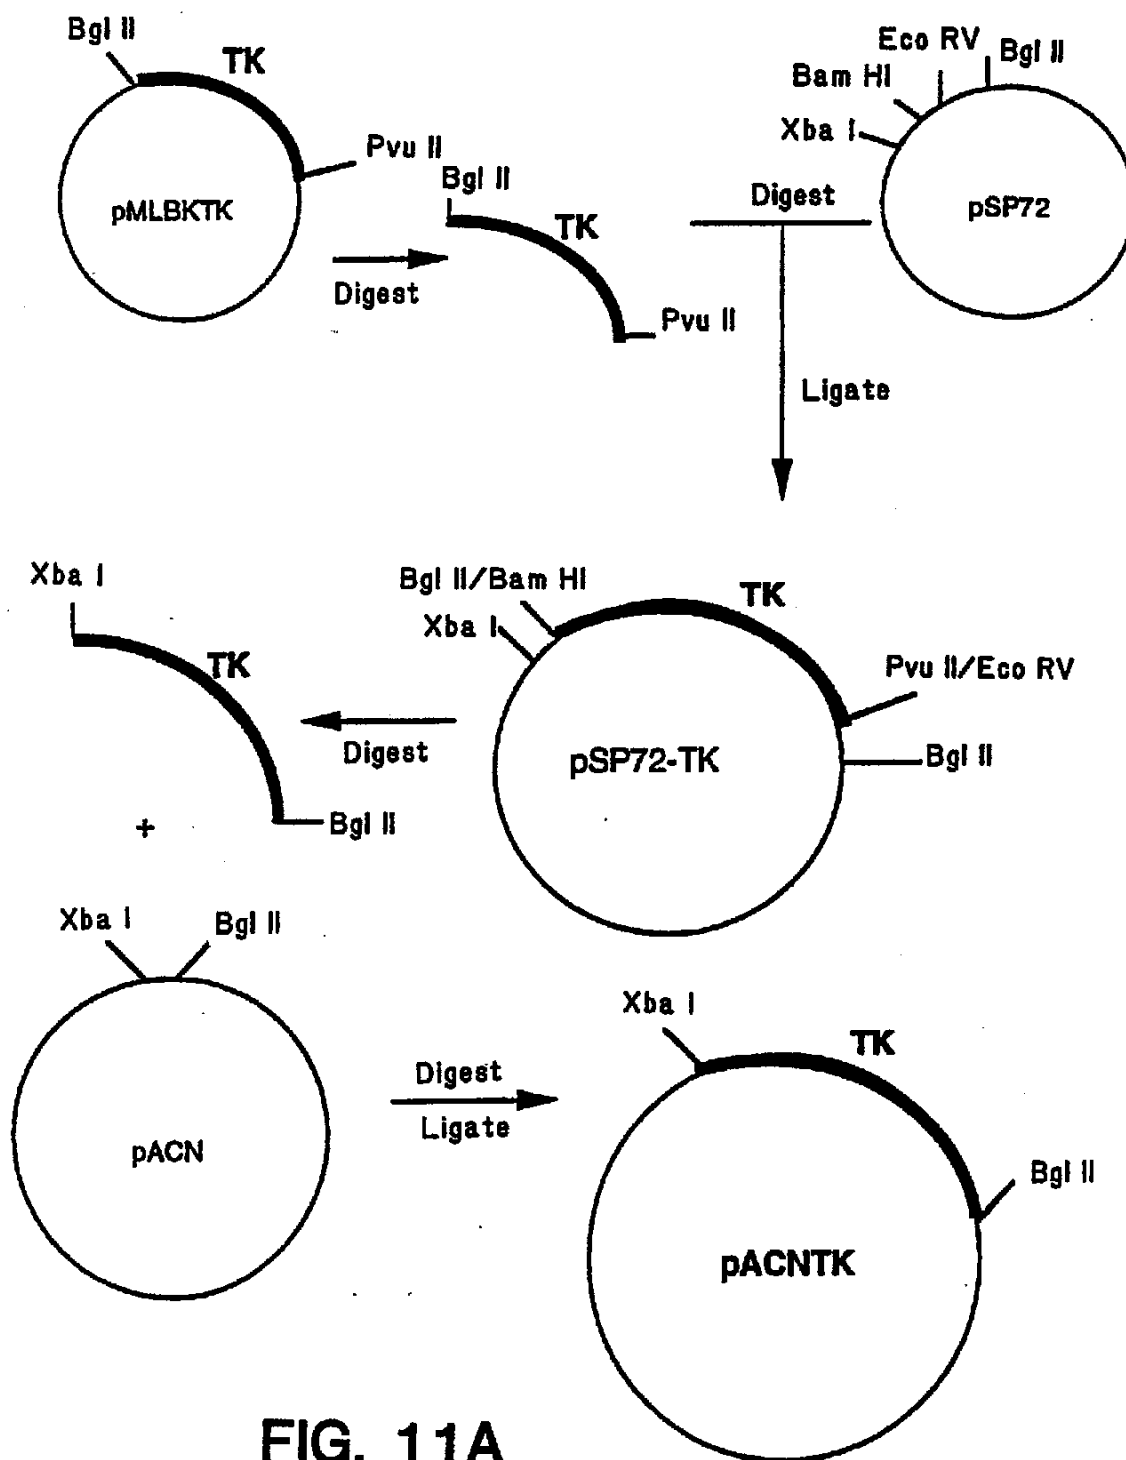 Bgl II
TK
Pvu II
pMLBKTK
Digest
Bgl II
TK
Pvu II
Eco RV
Bgl II
Bam HI
Xba I
pSP72
Digest
Ligate
Xba I
TK
Bgl II
Digest
Bgl II/Bam HI
Xba I
TK
Pvu II/Eco RV
Bgl II
pSP72-TK
+
Xba I
Bgl II
pACN
Digest
Ligate
Xba I
TK
Bgl II
pACNTK
FIG. 11A